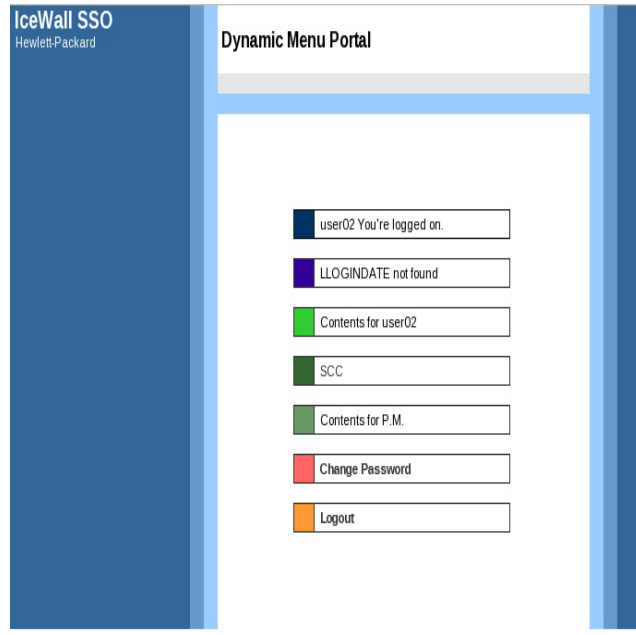 IceWall SSO
Hewlett-Packard
Dynamic Menu Portal
user02 You're logged on.
LLOGINDATE not found
Contents for user02
SCC
Contents for P.M.
Change Password
Logout